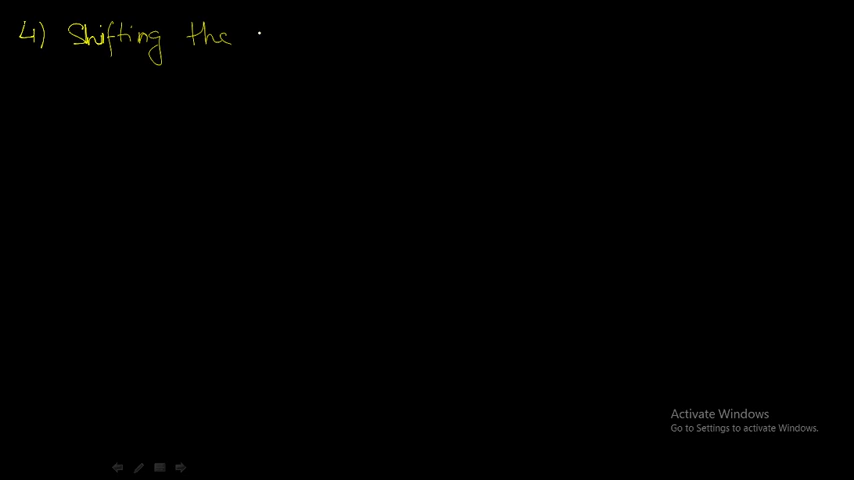 4) Shifting the
Activate Windows
Go to Settings to activate Windows.